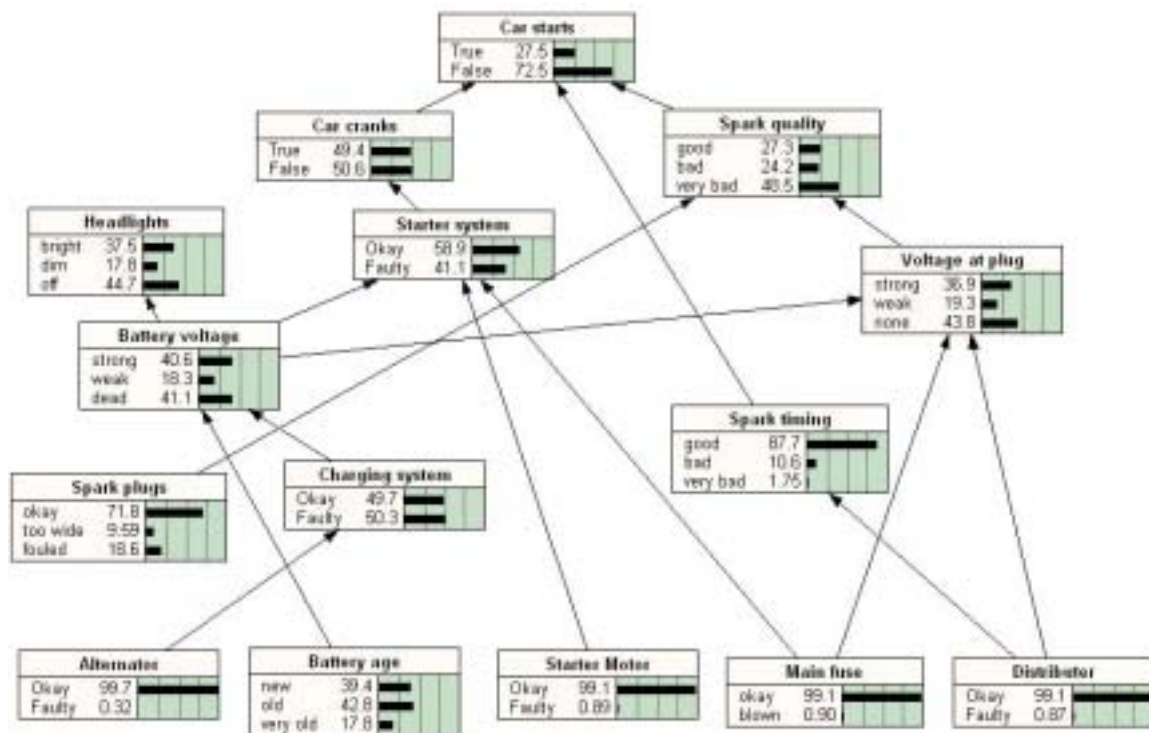 Car starts
True 27.5
False 72.5
Car cranks
True 49.4
False 50.6
Spark quality
good 27.3
bad 24.2
very bad 48.5
Headlights
bright 37.5
dim 17.8
off 44.7
Starter system
Okay 58.9
Faulty 41.1
Voltage at plug
strong 36.9
weak 19.3
none 43.8
Battery voltage
strong 40.6
weak 18.3
dead 41.1
Spark timing
good 87.7
bad 10.6
very bad 1.75
Spark plugs
okay 71.8
too wide 9.59
fouled 18.6
Charging system
Okay 49.7
Faulty 50.3
Alternator
Okay 99.7
Faulty 0.32
Battery age
new 39.4
old 42.8
very old 17.8
Starter Motor
Okay 99.1
Faulty 0.89
Main fuse
okay 99.1
blown 0.90
Distributor
Okay 99.1
Faulty 0.87